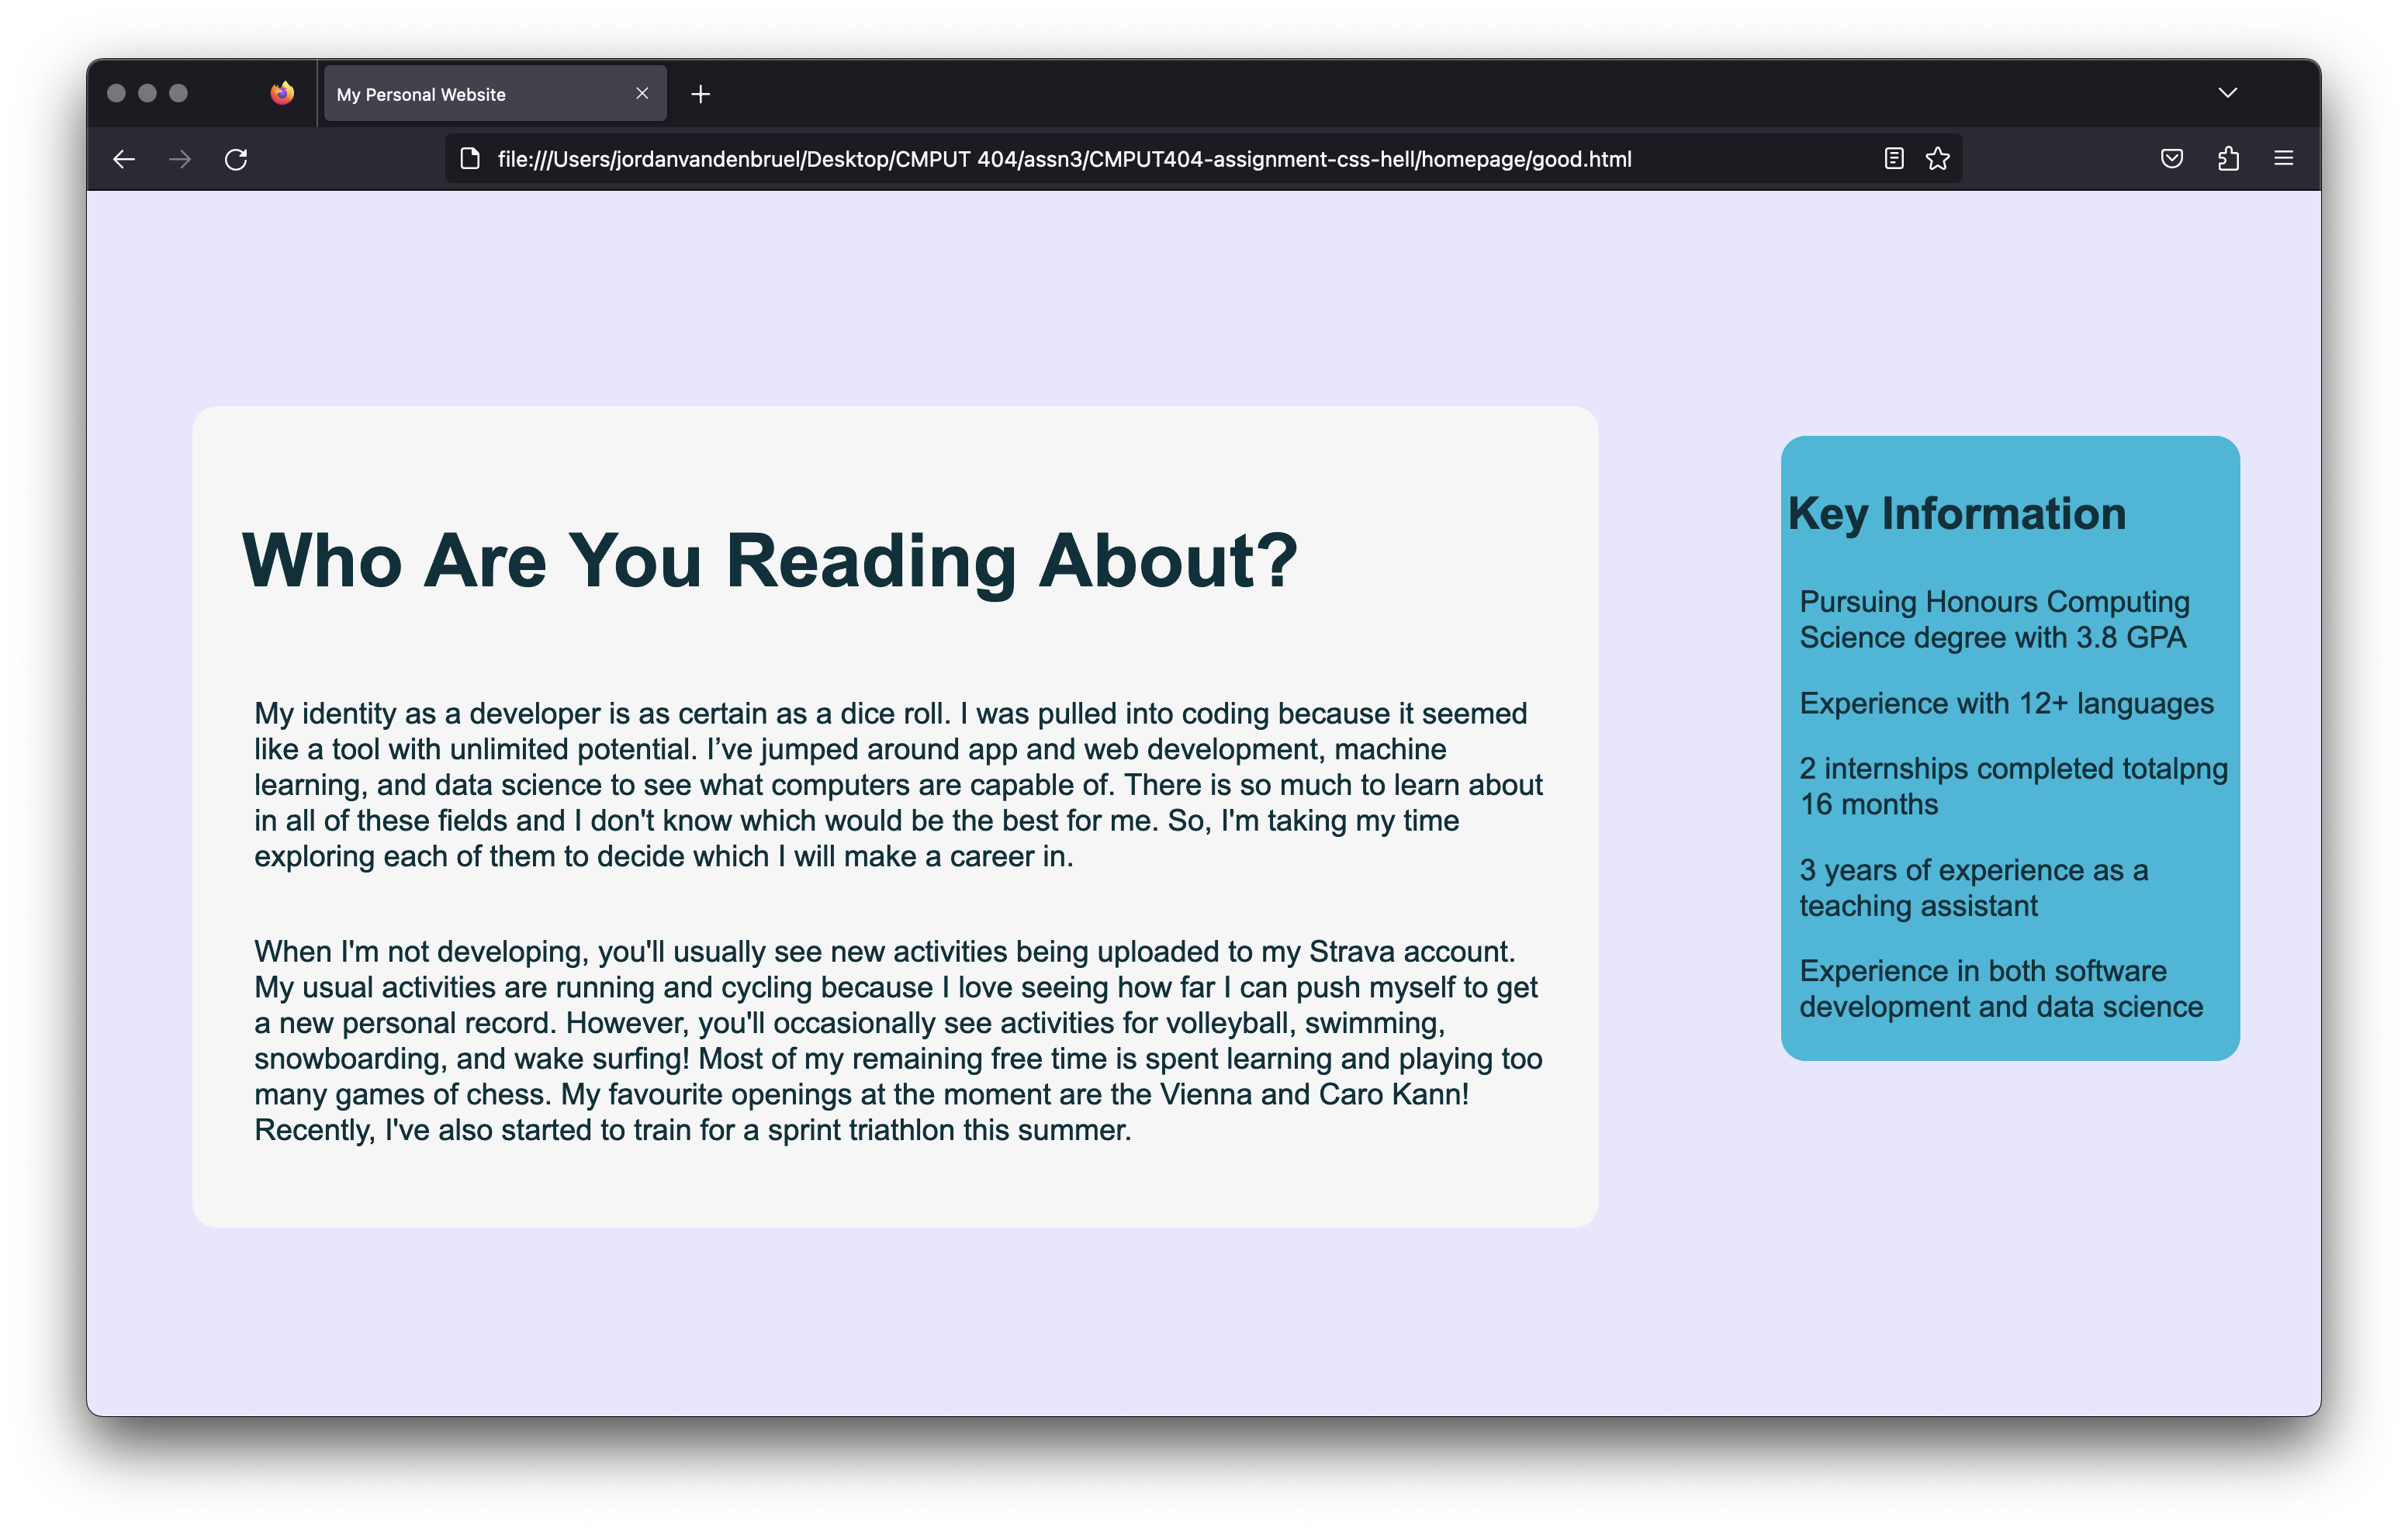 My Personal Website
file:///Users/jordanvandenbruel/Desktop/CMPUT 404/assn3/CMPUT404-assignment-css-hell/homepage/good.html
Who Are You Reading About?
My identity as a developer is as certain as a dice roll. I was pulled into coding because it seemed
like a tool with unlimited potential. I’ve jumped around app and web development, machine
learning, and data science to see what computers are capable of. There is so much to learn about
in all of these fields and I don't know which would be the best for me. So, I'm taking my time
exploring each of them to decide which I will make a career in.
When I'm not developing, you'll usually see new activities being uploaded to my Strava account.
My usual activities are running and cycling because I love seeing how far I can push myself to get
a new personal record. However, you'll occasionally see activities for volleyball, swimming,
snowboarding, and wake surfing! Most of my remaining free time is spent learning and playing too
many games of chess. My favourite openings at the moment are the Vienna and Caro Kann!
Recently, I've also started to train for a sprint triathlon this summer.
Key Information
Pursuing Honours Computing
Science degree with 3.8 GPA
Experience with 12+ languages
2 internships completed totalpng
16 months
3 years of experience as a
teaching assistant
Experience in both software
development and data science